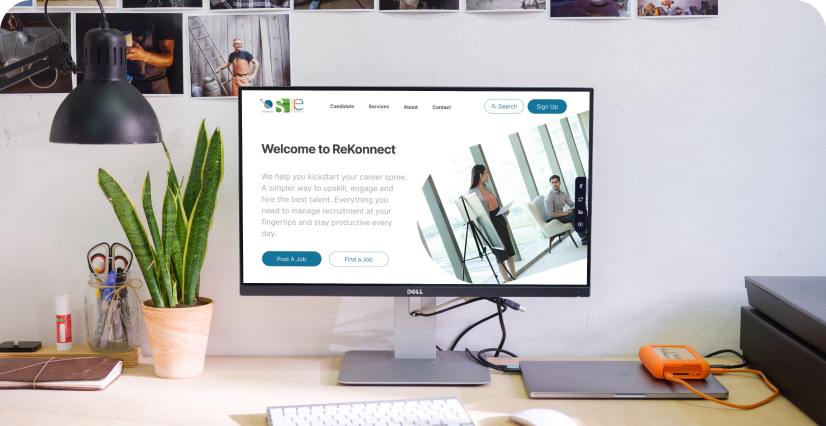 Candidate Services About Contact Search Sign Up
Welcome to ReKonnect
We help you kickstart your career spree,
A simpler way to upskill, engage and
hire the best talent. Everything you
need to manage recruitment at your
fingertips and stay productive every
day.
Post A Job Find a Job
DELL